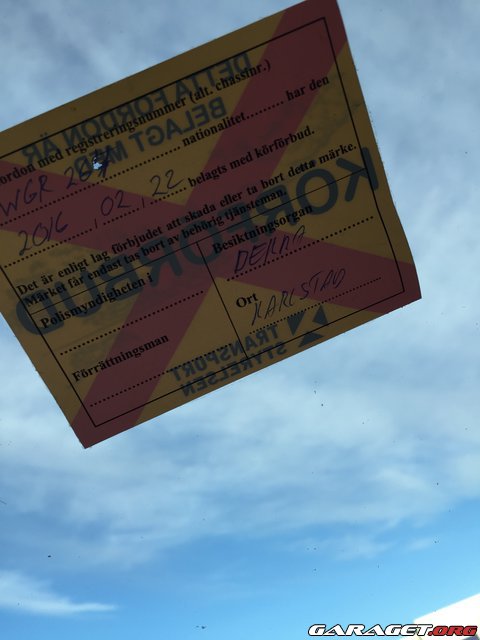 ordon med registreringsnummer (alt. chassinr.)
WGR nationalitet har den
2016, 02, 22 belagts med körförbud.
Det är enligt lag förbjudet att skada eller ta bort detta märke.
Märket får endast tas bort av behörig tjänsteman.
Polismyndigheten i
Besiktningsorgan
DEKRA
Förrättningsman
Ort
KARLSTAD
DETTA FORDON ÄR
BELAGT MED
KÖRFÖRBUD
TRANSPORT
STYRELSEN
GARAGET.ORG